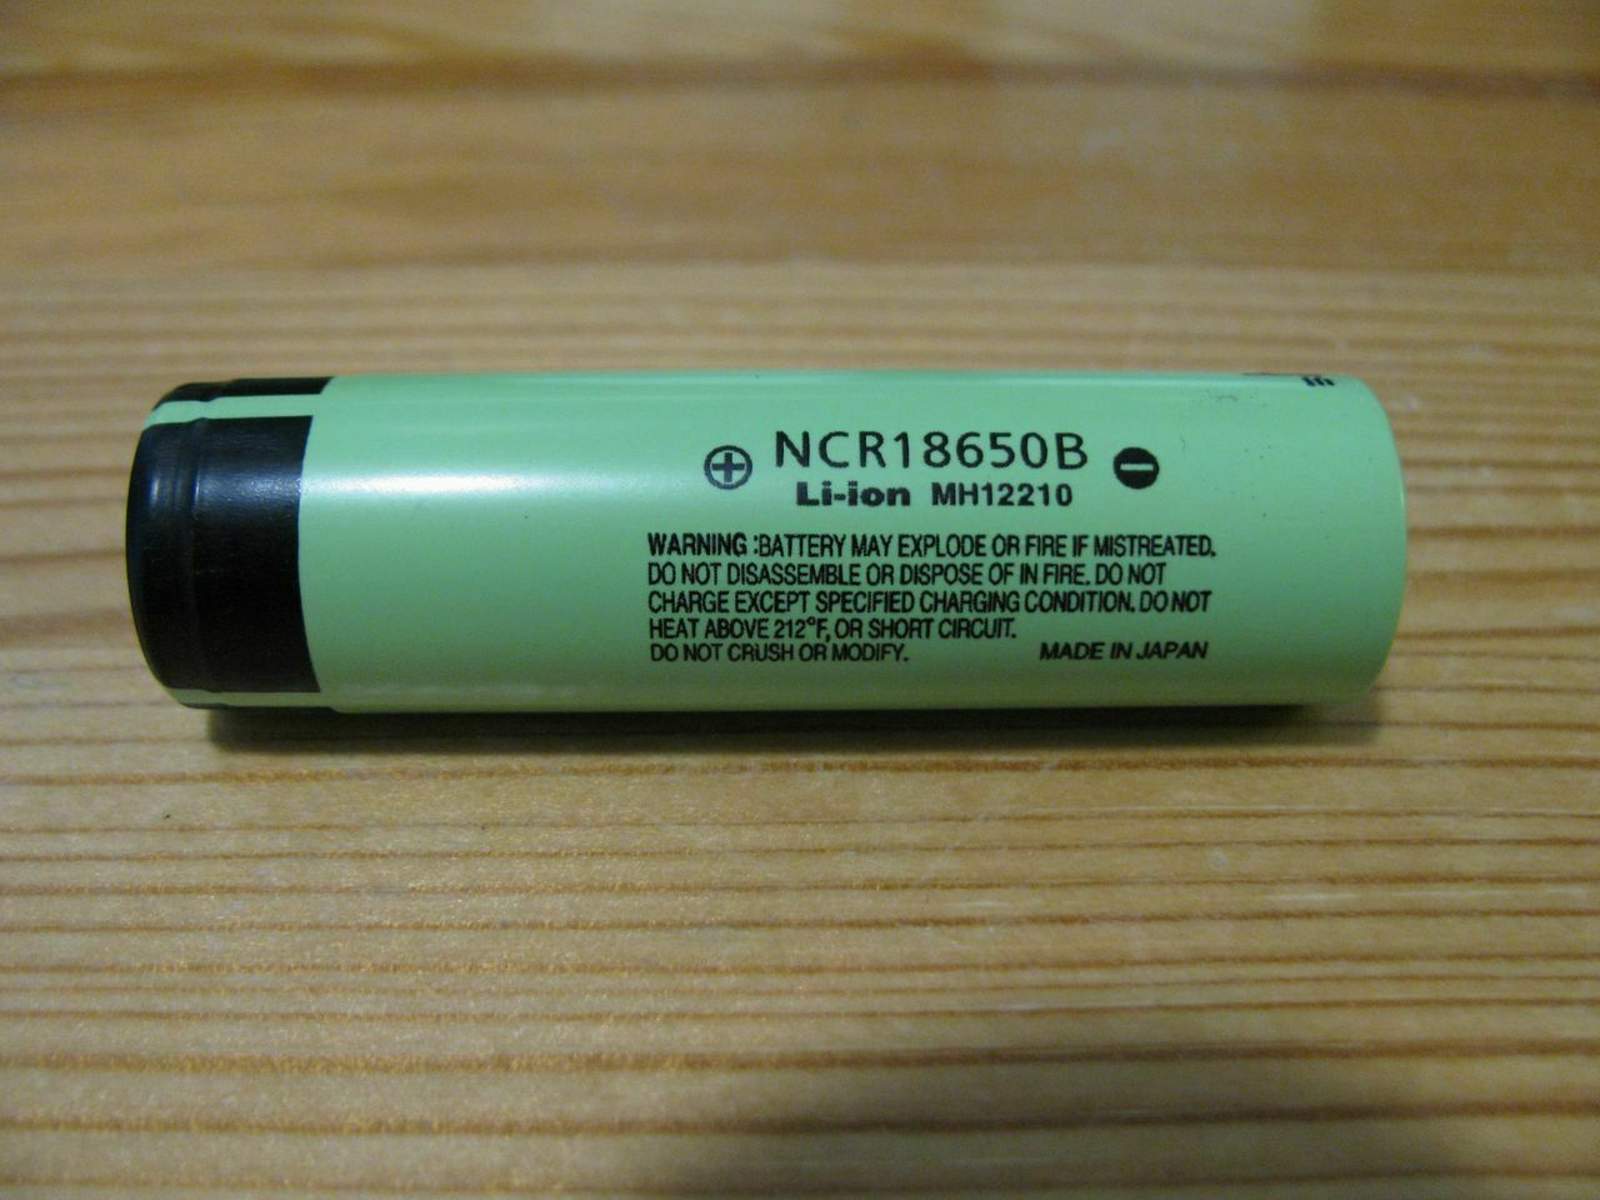 ⊕ NCR18650B ⊖
Li-ion MH12210
WARNING :BATTERY MAY EXPLODE OR FIRE IF MISTREATED.
DO NOT DISASSEMBLE OR DISPOSE OF IN FIRE. DO NOT
CHARGE EXCEPT SPECIFIED CHARGING CONDITION. DO NOT
HEAT ABOVE 212°F, OR SHORT CIRCUIT.
DO NOT CRUSH OR MODIFY. MADE IN JAPAN